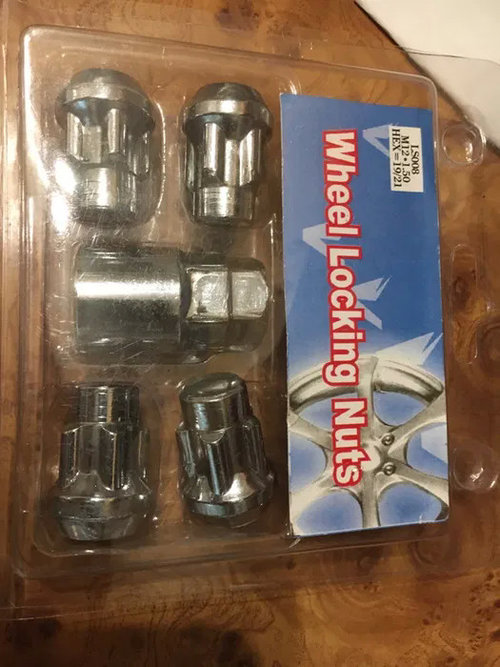 LS008
M12*1.50
HEX=19/21
Wheel Locking Nuts